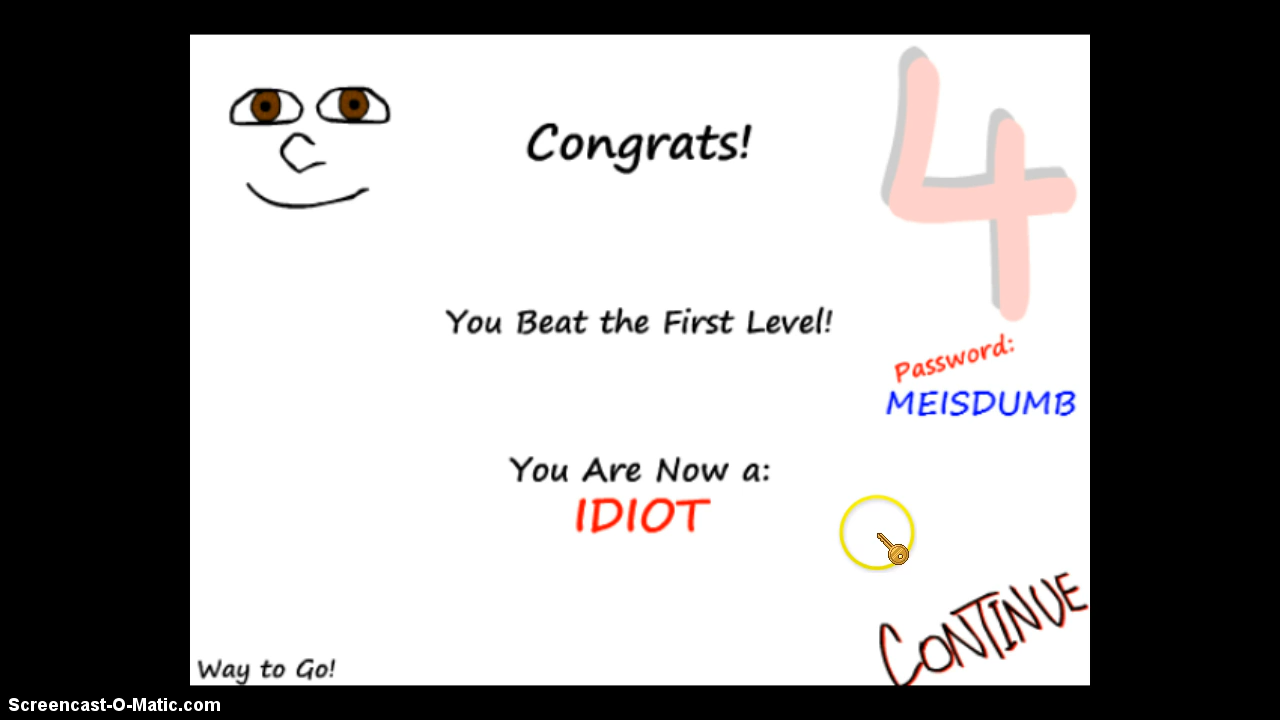 Congrats!
4
You Beat the First Level!
Password:
MEISDUMB
You Are Now a:
IDIOT
CONTINUE
Way to Go!
Screencast-O-Matic.com